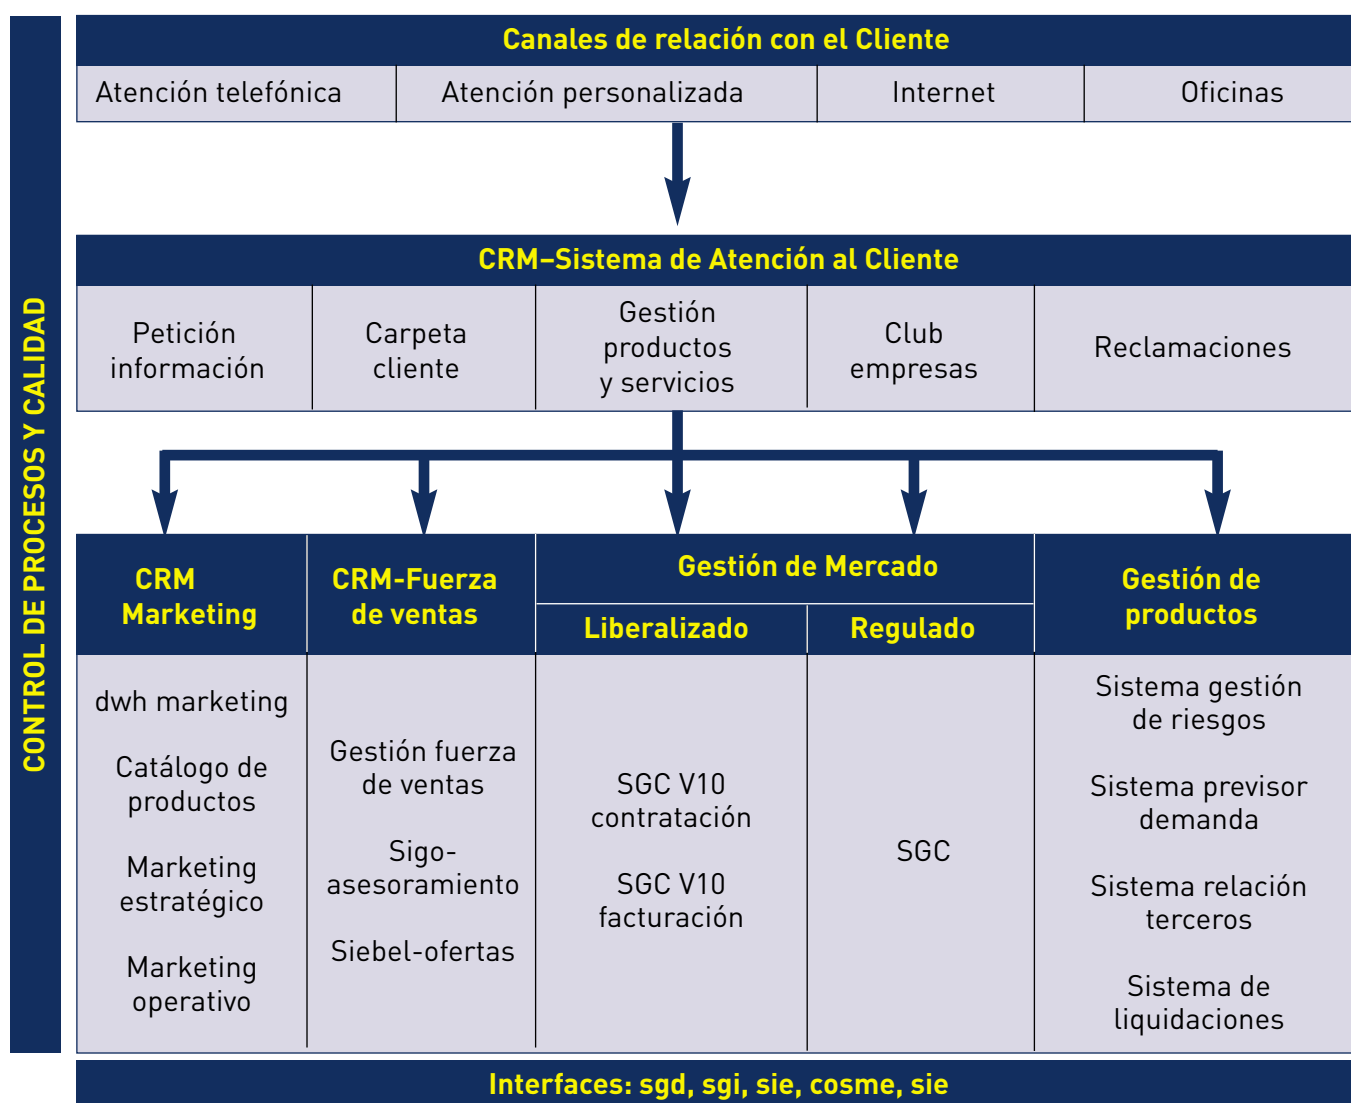 CONTROL DE PROCESOS Y CALIDAD
Canales de relación con el Cliente
Atención telefónica
Atención personalizada
Internet
Oficinas
CRM–Sistema de Atención al Cliente
Petición
información
Carpeta
cliente
Gestión
productos
y servicios
Club
empresas
Reclamaciones
CRM
Marketing
CRM-Fuerza
de ventas
Gestión de Mercado
Liberalizado
Regulado
Gestión de
productos
dwh marketing
Catálogo de
productos
Marketing
estratégico
Marketing
operativo
Gestión fuerza
de ventas
Sigo-
asesoramiento
Siebel-ofertas
SGC V10
contratación
SGC V10
facturación
SGC
Sistema gestión
de riesgos
Sistema previsor
demanda
Sistema relación
terceros
Sistema de
liquidaciones
Interfaces: sgd, sgi, sie, cosme, sie